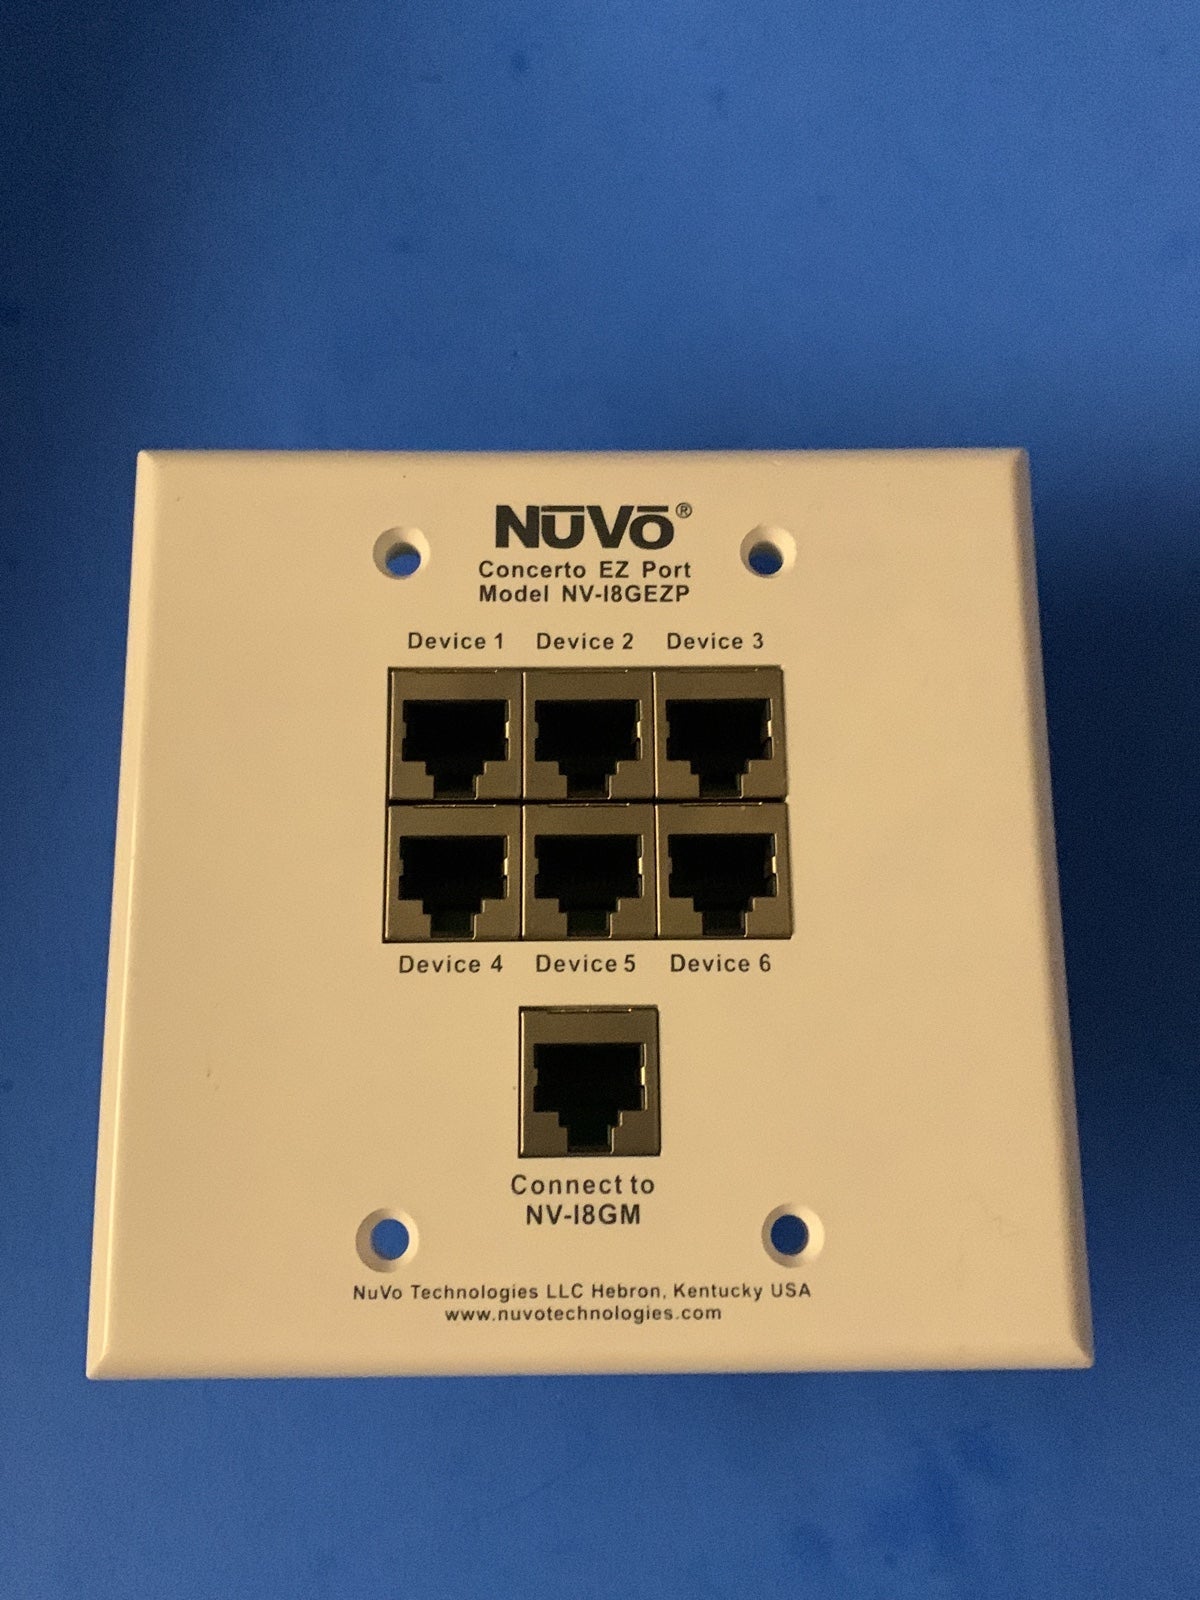 NŪVō®
Concerto EZ Port
Model NV-I8GEZP
Device 1 Device 2 Device 3
Device 4 Device 5 Device 6
Connect to
NV-I8GM
NuVo Technologies LLC Hebron, Kentucky USA
www.nuvotechnologies.com